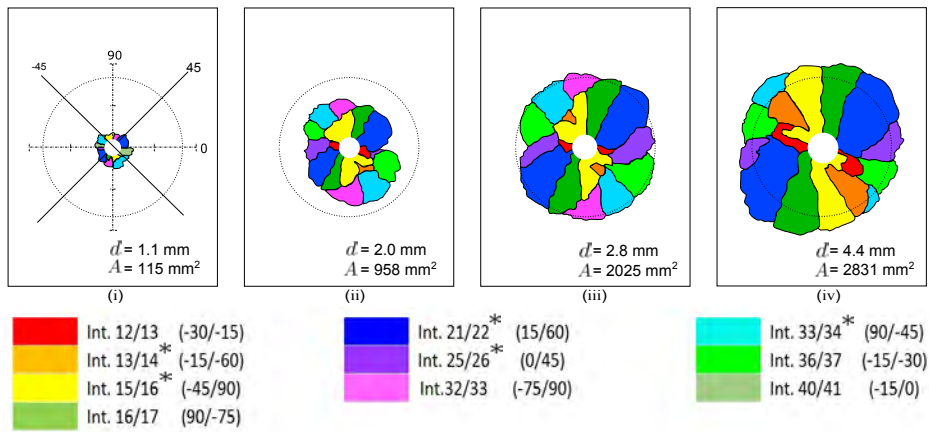 90
-45
45
0
d = 1.1 mm
A = 115 mm²
(i)
d = 2.0 mm
A = 958 mm²
(ii)
d = 2.8 mm
A = 2025 mm²
(iii)
d = 4.4 mm
A = 2831 mm²
(iv)
Int. 12/13 (-30/-15)
Int. 13/14* (-15/-60)
Int. 15/16* (-45/90)
Int. 16/17 (90/-75)
Int. 21/22* (15/60)
Int. 25/26* (0/45)
Int.32/33 (-75/90)
Int. 33/34* (90/-45)
Int. 36/37 (-15/-30)
Int. 40/41 (-15/0)